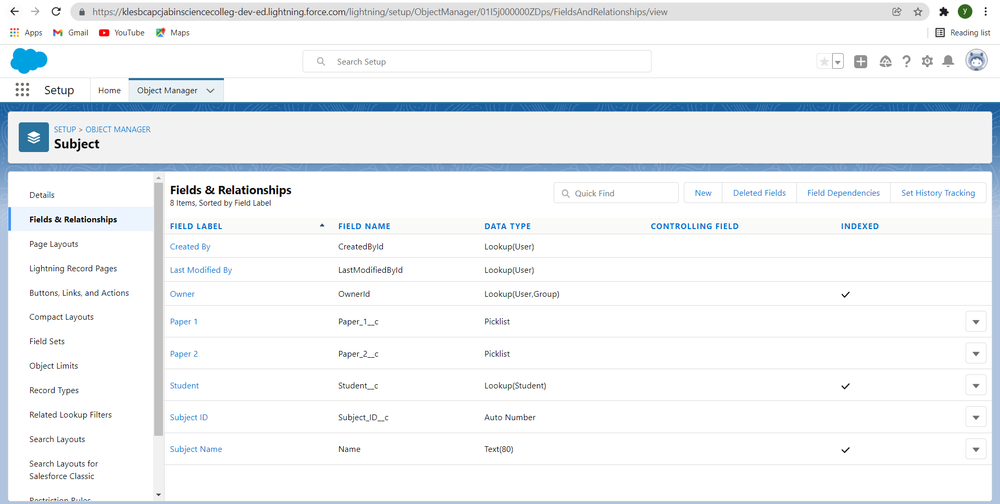 https://klesbcapcjabinsciencecolleg-dev-ed.lightning.force.com/lightning/setup/ObjectManager/01I5j000000ZDps/FieldsAndRelationships/view
y
Apps
Gmail
YouTube
Maps
Reading list
Search Setup
Setup
Home
Object Manager
SETUP > OBJECT MANAGER
Subject
Details
Fields & Relationships
Page Layouts
Lightning Record Pages
Buttons, Links, and Actions
Compact Layouts
Field Sets
Object Limits
Record Types
Related Lookup Filters
Search Layouts
Search Layouts for
Salesforce Classic
Restriction Rules
Fields & Relationships
8 Items, Sorted by Field Label
Quick Find
New
Deleted Fields
Field Dependencies
Set History Tracking
FIELD LABEL FIELD NAME DATA TYPE CONTROLLING FIELD INDEXED
Created By CreatedById Lookup(User)
Last Modified By LastModifiedById Lookup(User)
Owner OwnerId Lookup(User,Group)
Paper 1 Paper_1__c Picklist
Paper 2 Paper_2__c Picklist
Student Student__c Lookup(Student)
Subject ID Subject_ID__c Auto Number
Subject Name Name Text(80)